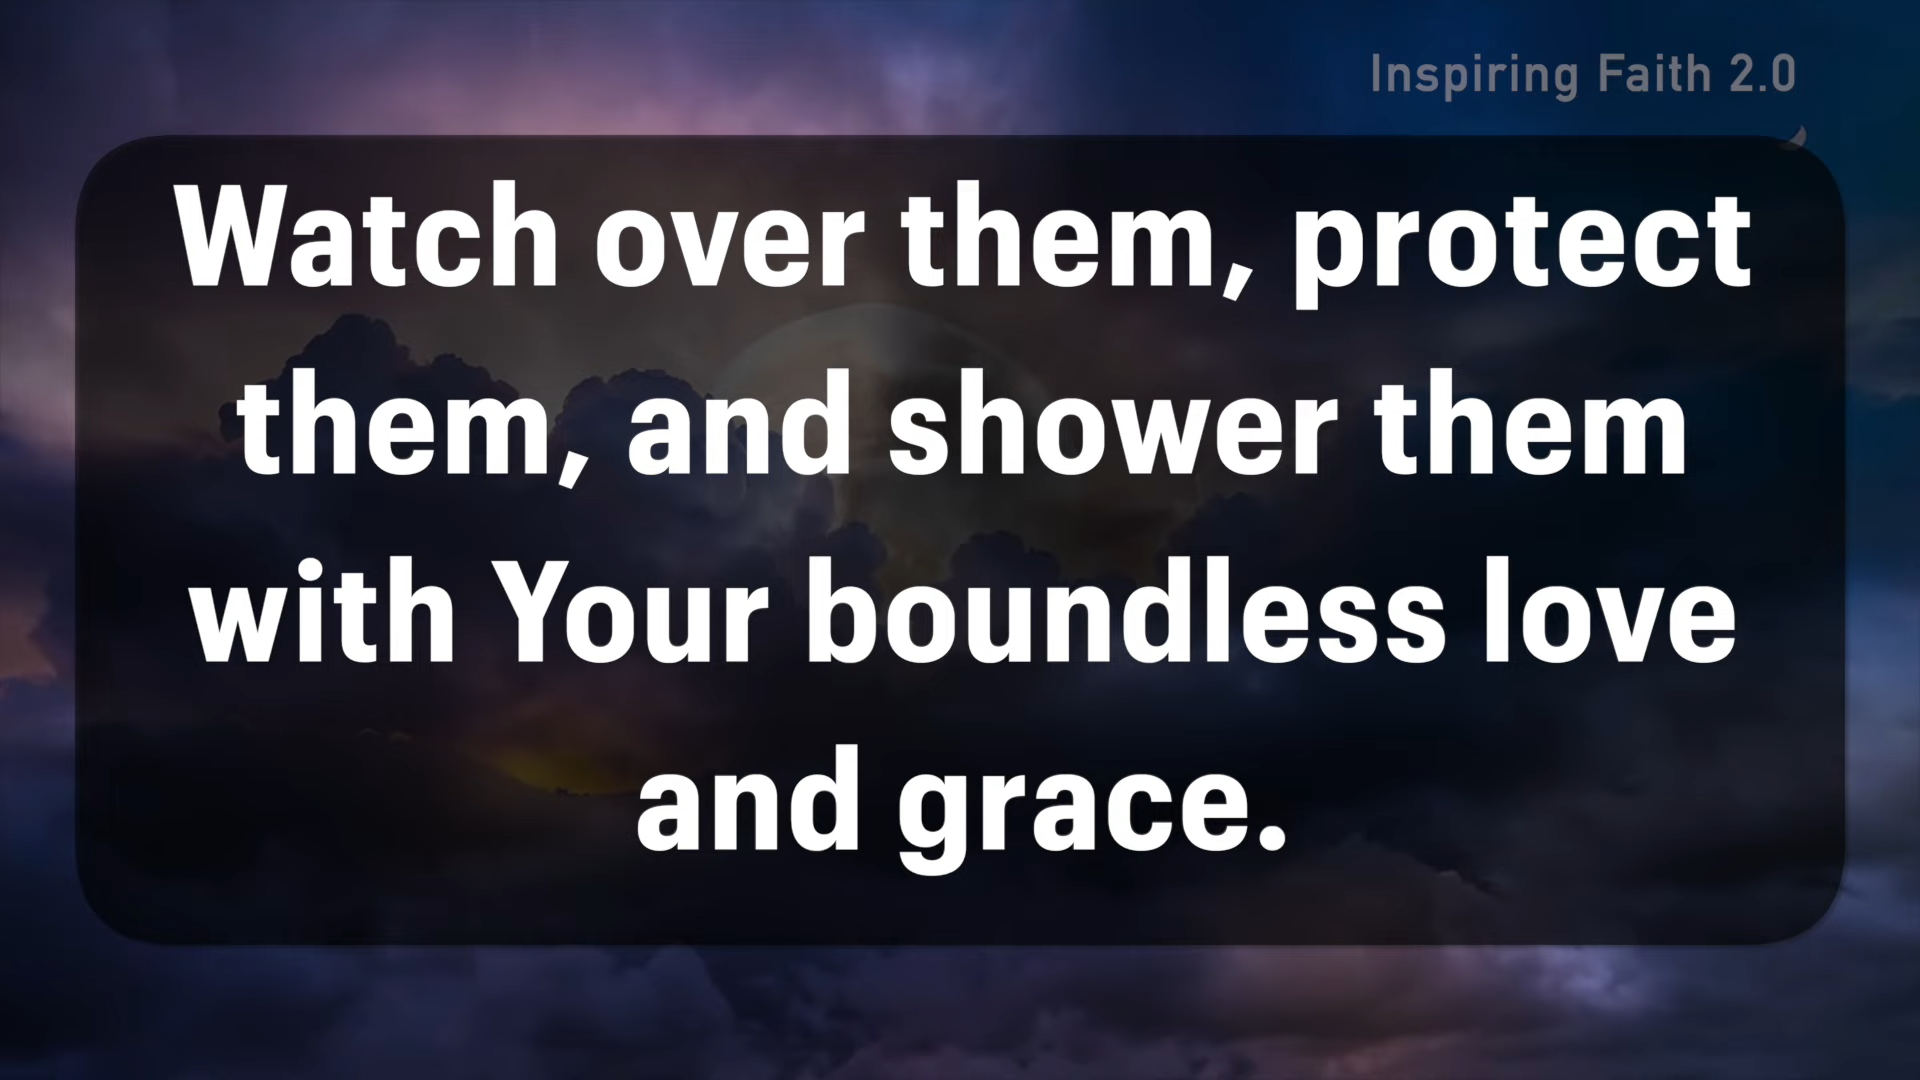 Inspiring Faith 2.0
Watch over them, protect
them, and shower them
with Your boundless love
and grace.